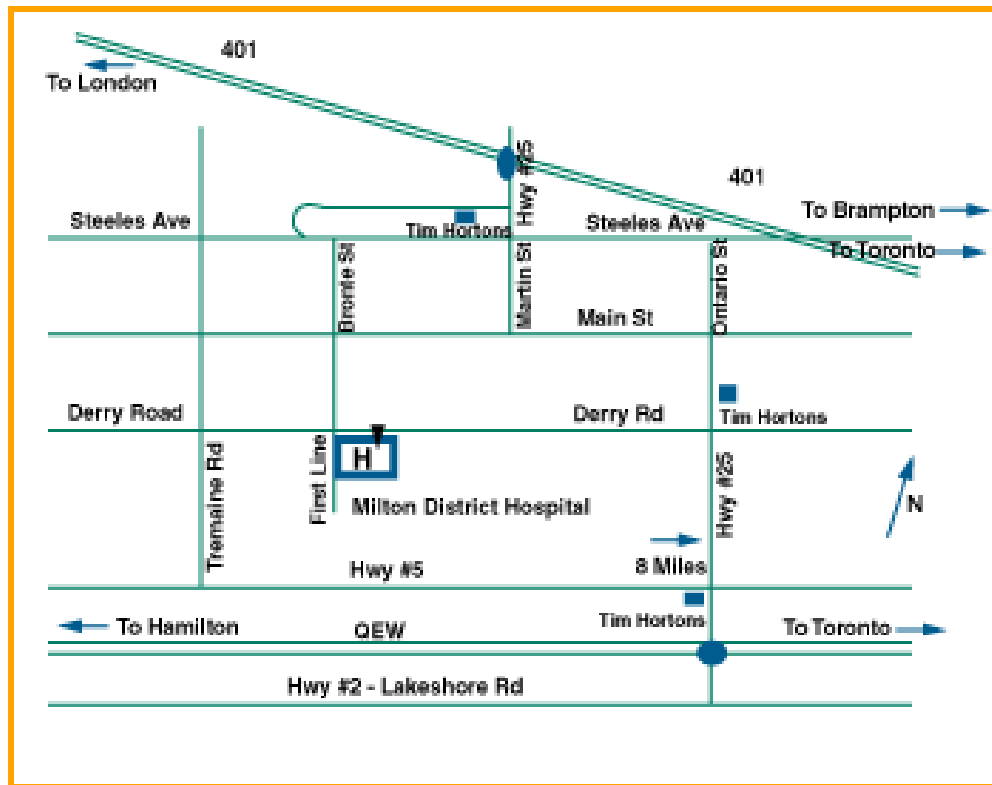 401
To London
Hwy #25
401
Steeles Ave
Tim Hortons
Steeles Ave
To Brampton
To Toronto
Bronte St
Martin St
Ontario St
Main St
Derry Road
Derry Rd
Tim Hortons
Tremaine Rd
First Line
H
Hwy #25
Milton District Hospital
N
Hwy #5
8 Miles
To Hamilton
QEW
Tim Hortons
To Toronto
Hwy #2 - Lakeshore Rd